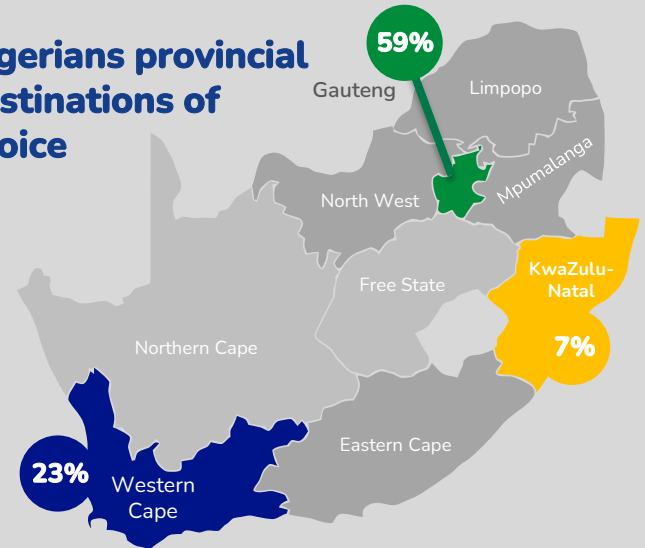 gerians provincial
stinations of
oice
59%
Gauteng
Limpopo
Mpumalanga
North West
KwaZulu-
Natal
Free State
7%
Northern Cape
Eastern Cape
23%
Western
Cape